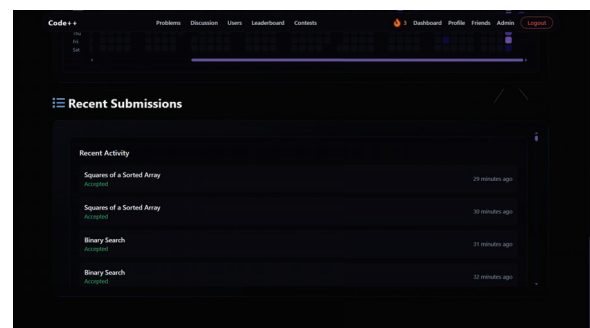 Code++ Problems Discussion Users Leaderboard Contests 3 Dashboard Profile Friends Admin Logout
Thu
Fri
Sat
Recent Submissions
Recent Activity
Squares of a Sorted Array
Accepted
29 minutes ago
Squares of a Sorted Array
Accepted
30 minutes ago
Binary Search
Accepted
31 minutes ago
Binary Search
Accepted
32 minutes ago